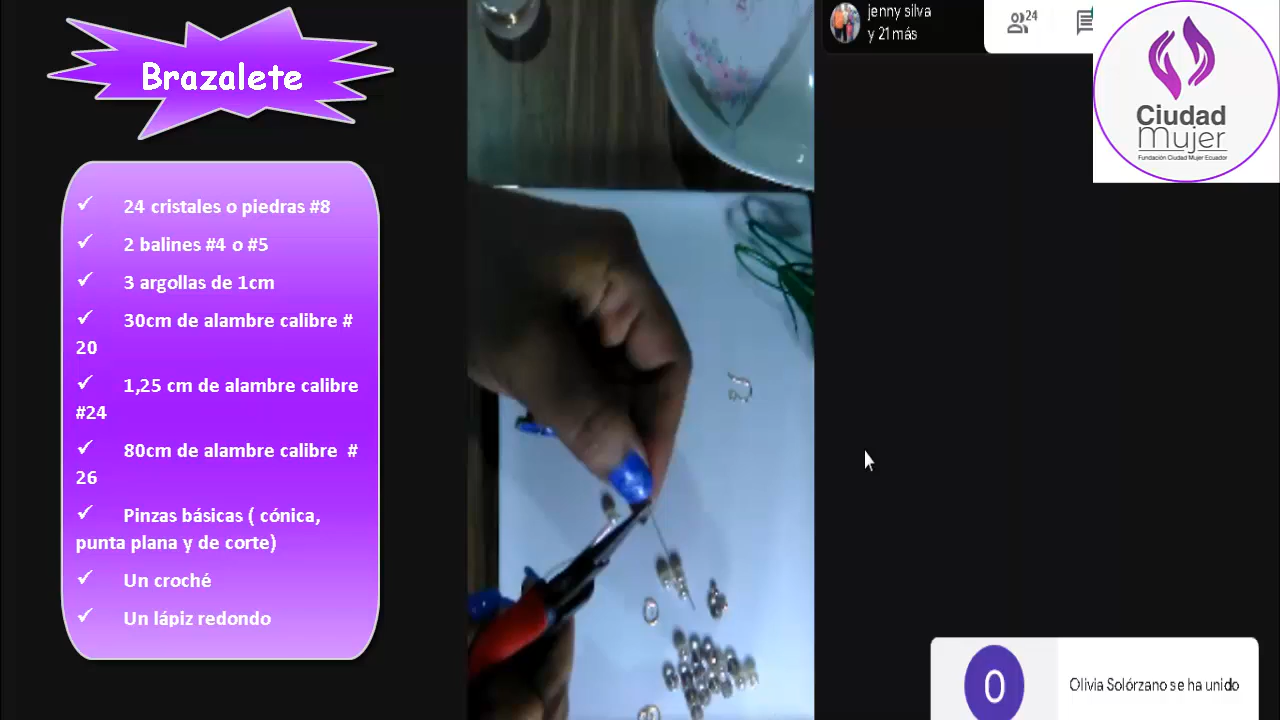 Brazalete
✓ 24 cristales o piedras #8
✓ 2 balines #4 o #5
✓ 3 argollas de 1cm
✓ 30cm de alambre calibre #
20
✓ 1,25 cm de alambre calibre
#24
✓ 80cm de alambre calibre #
26
✓ Pinzas básicas ( cónica,
punta plana y de corte)
✓ Un croché
✓ Un lápiz redondo
jenny silva
y 21 más
24
Ciudad
Mujer
Fundación Ciudad Mujer Ecuador
O
Olivia Solórzano se ha unido